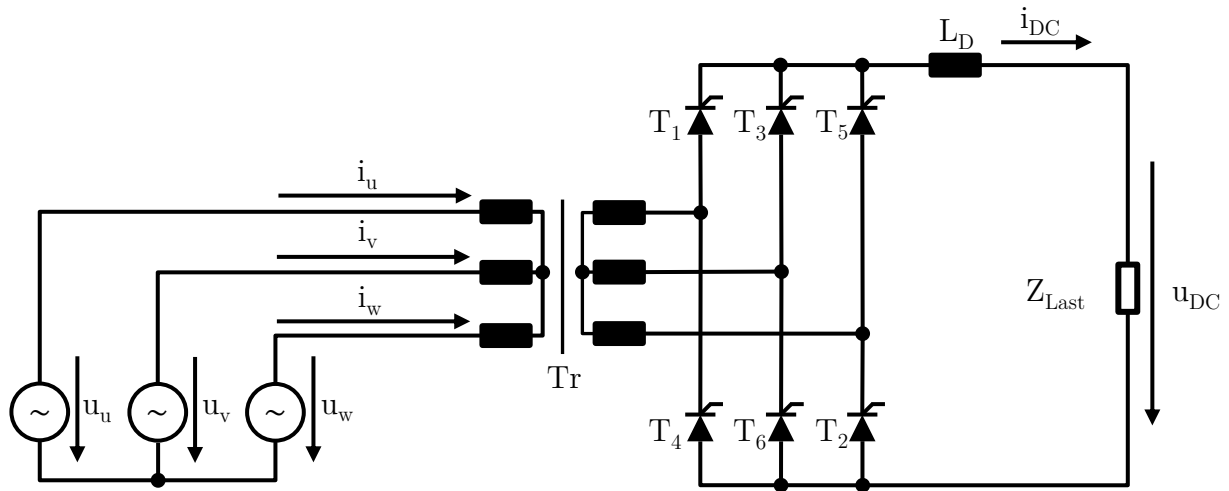 L_D i_DC
T_1 T_3 T_5
i_u
i_v
i_w
Z_Last u_DC
Tr
~ u_u ~ u_v ~ u_w
T_4 T_6 T_2